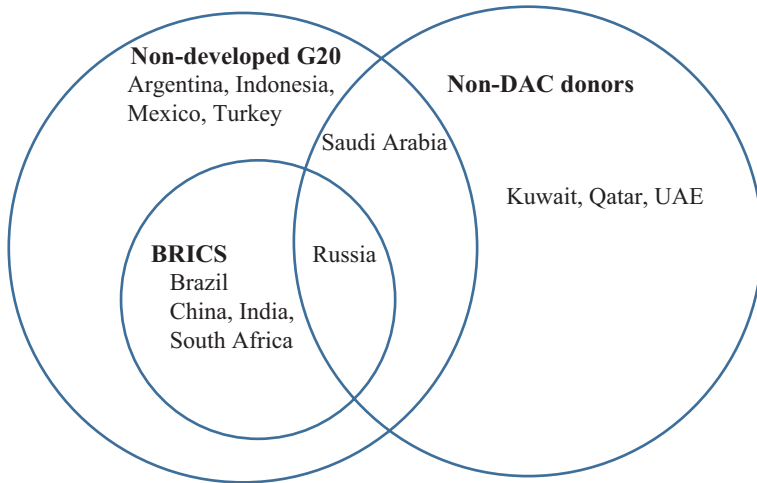 Non-developed G20
Argentina, Indonesia,
Mexico, Turkey
Non-DAC donors
Saudi Arabia
Kuwait, Qatar, UAE
BRICS
Brazil
China, India,
South Africa
Russia